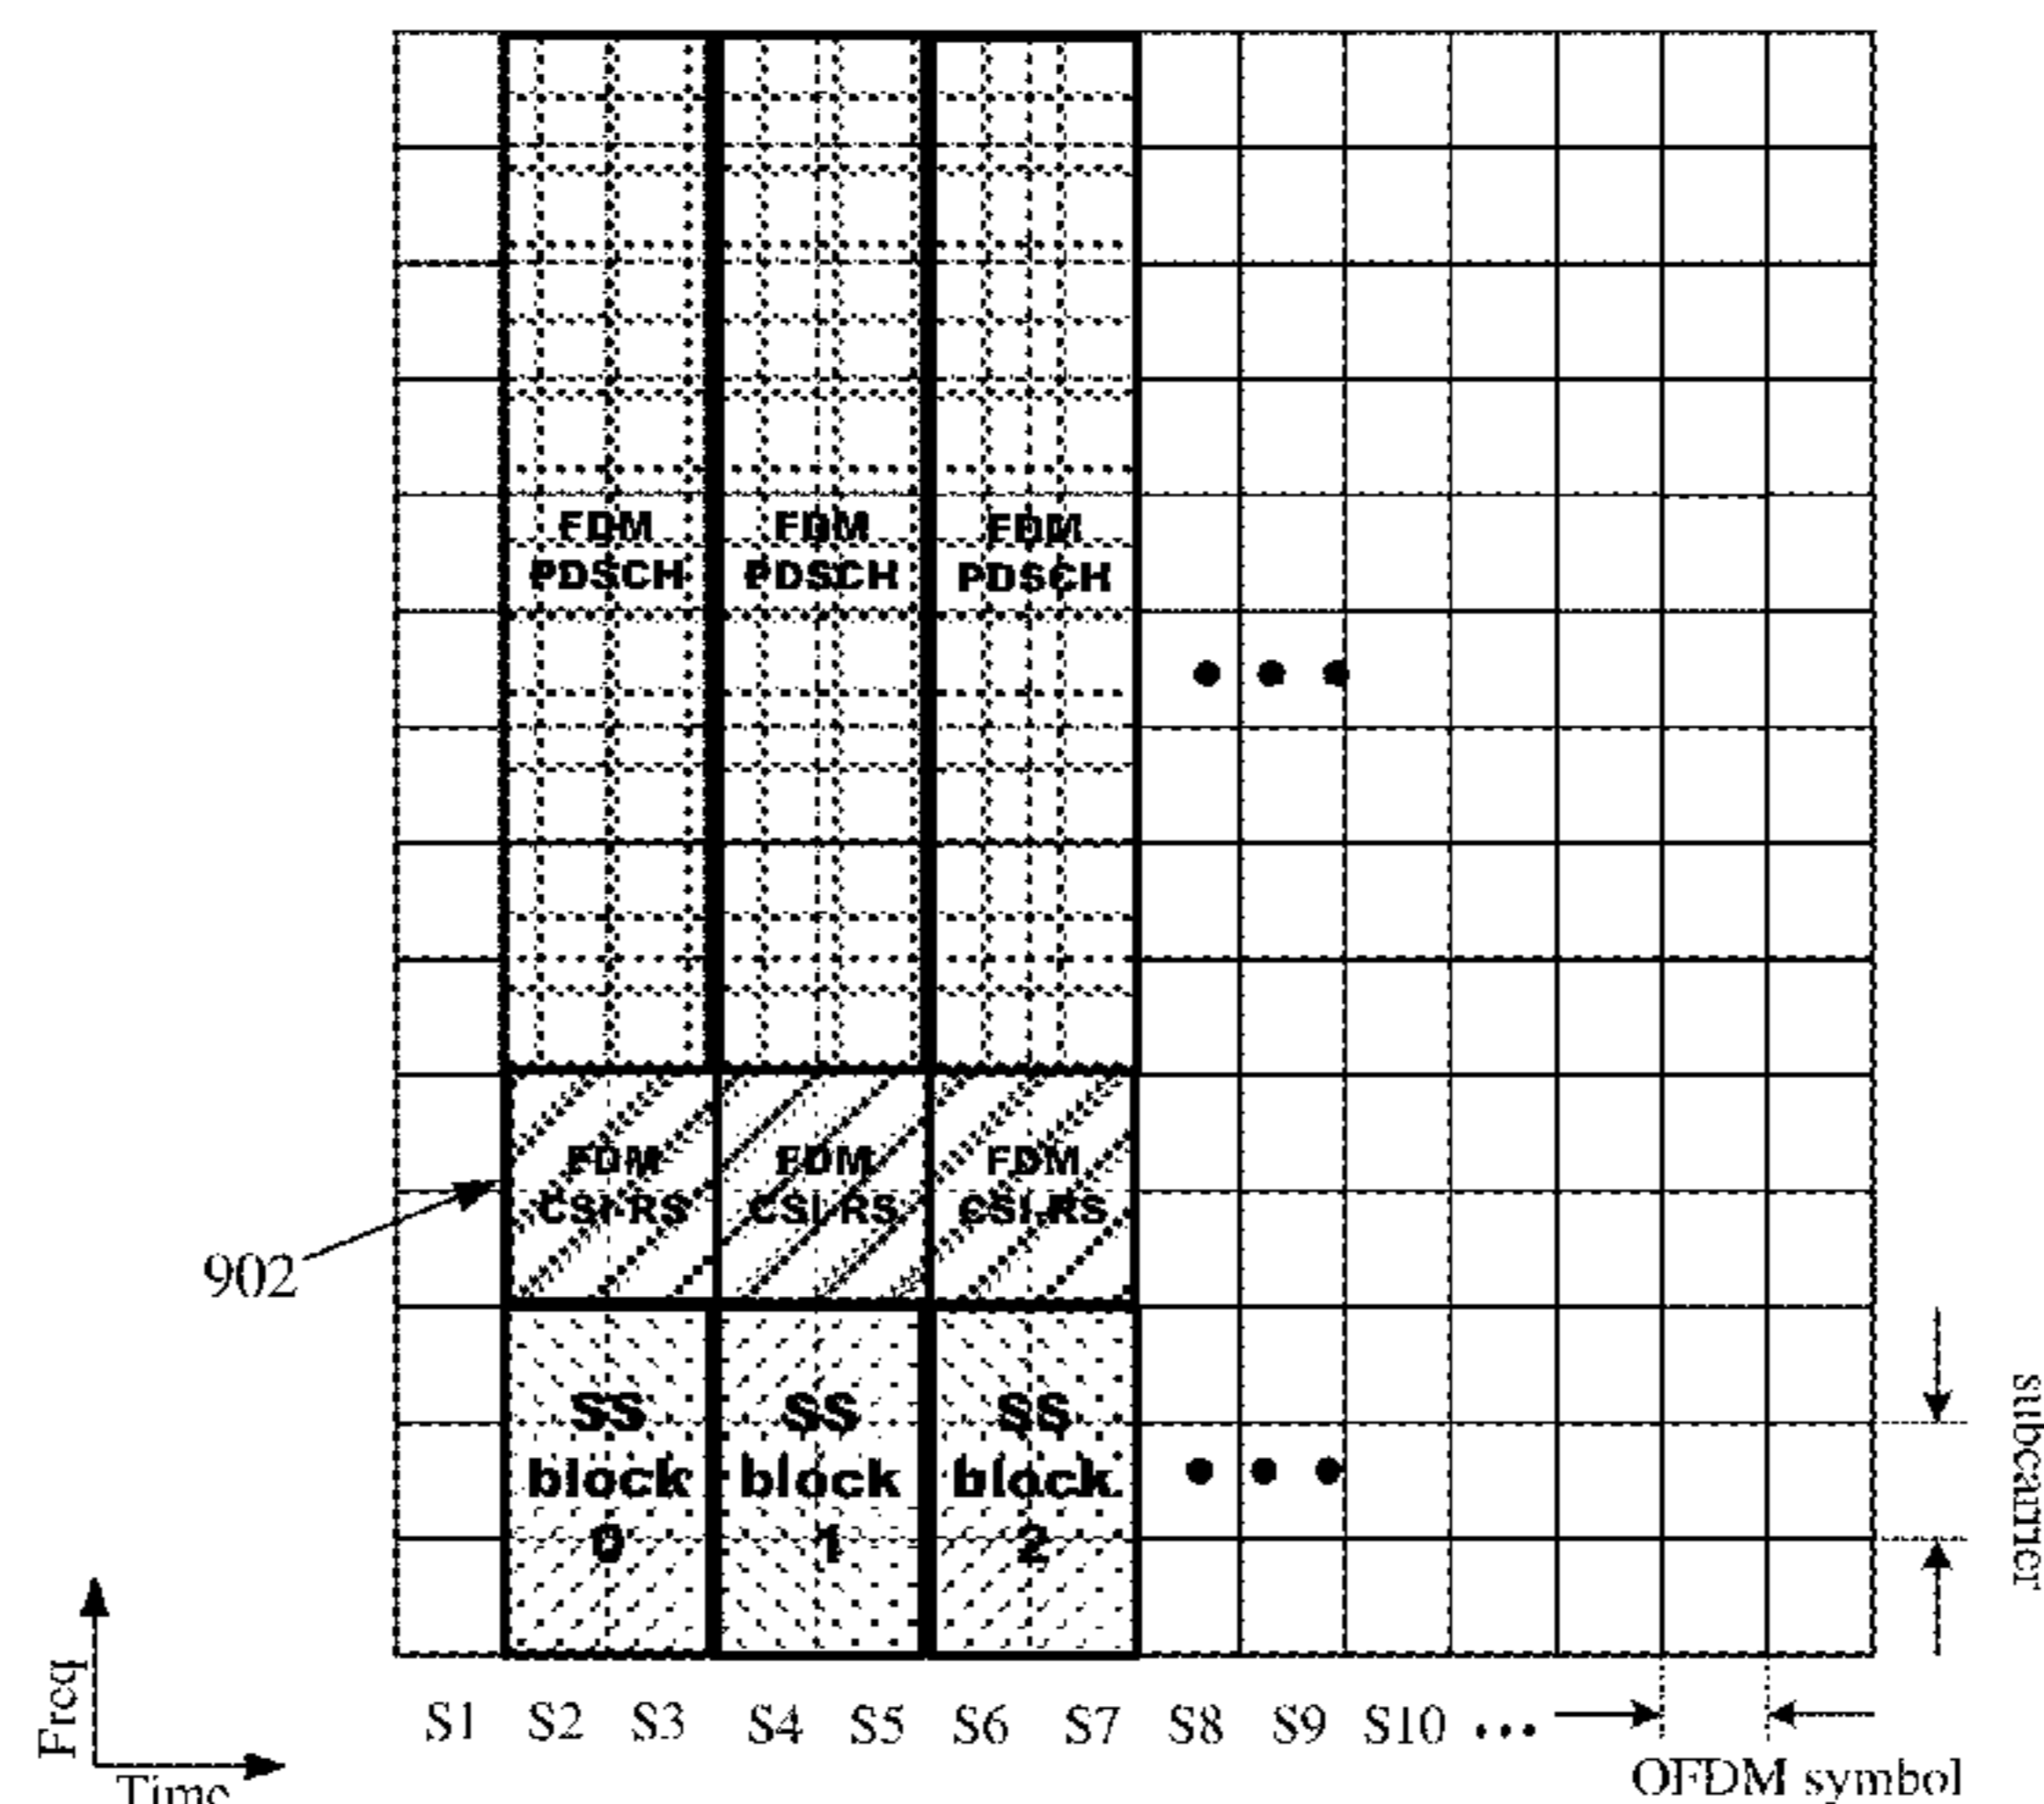 FDM FDM FDM
PDSCH PDSCH PDSCH
FDM FDM FDM
CSI-RS CSI-RS CSI-RS
902
SS SS SS
block block block
0 1 2
subcarrier
Freq
Time
S1 S2 S3 S4 S5 S6 S7 S8 S9 S10 •••
OFDM symbol